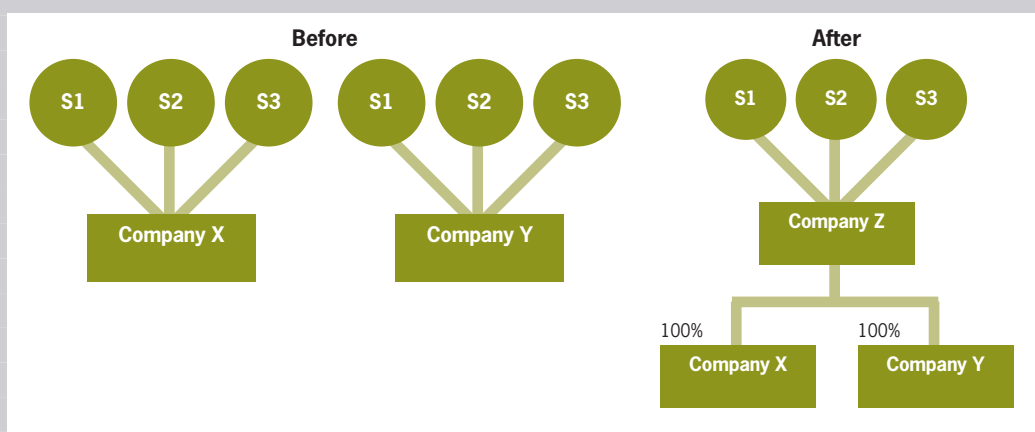 Before
After
S1 S2 S3 S1 S2 S3
S1 S2 S3
Company X
Company Y
Company Z
100%
100%
Company X
Company Y